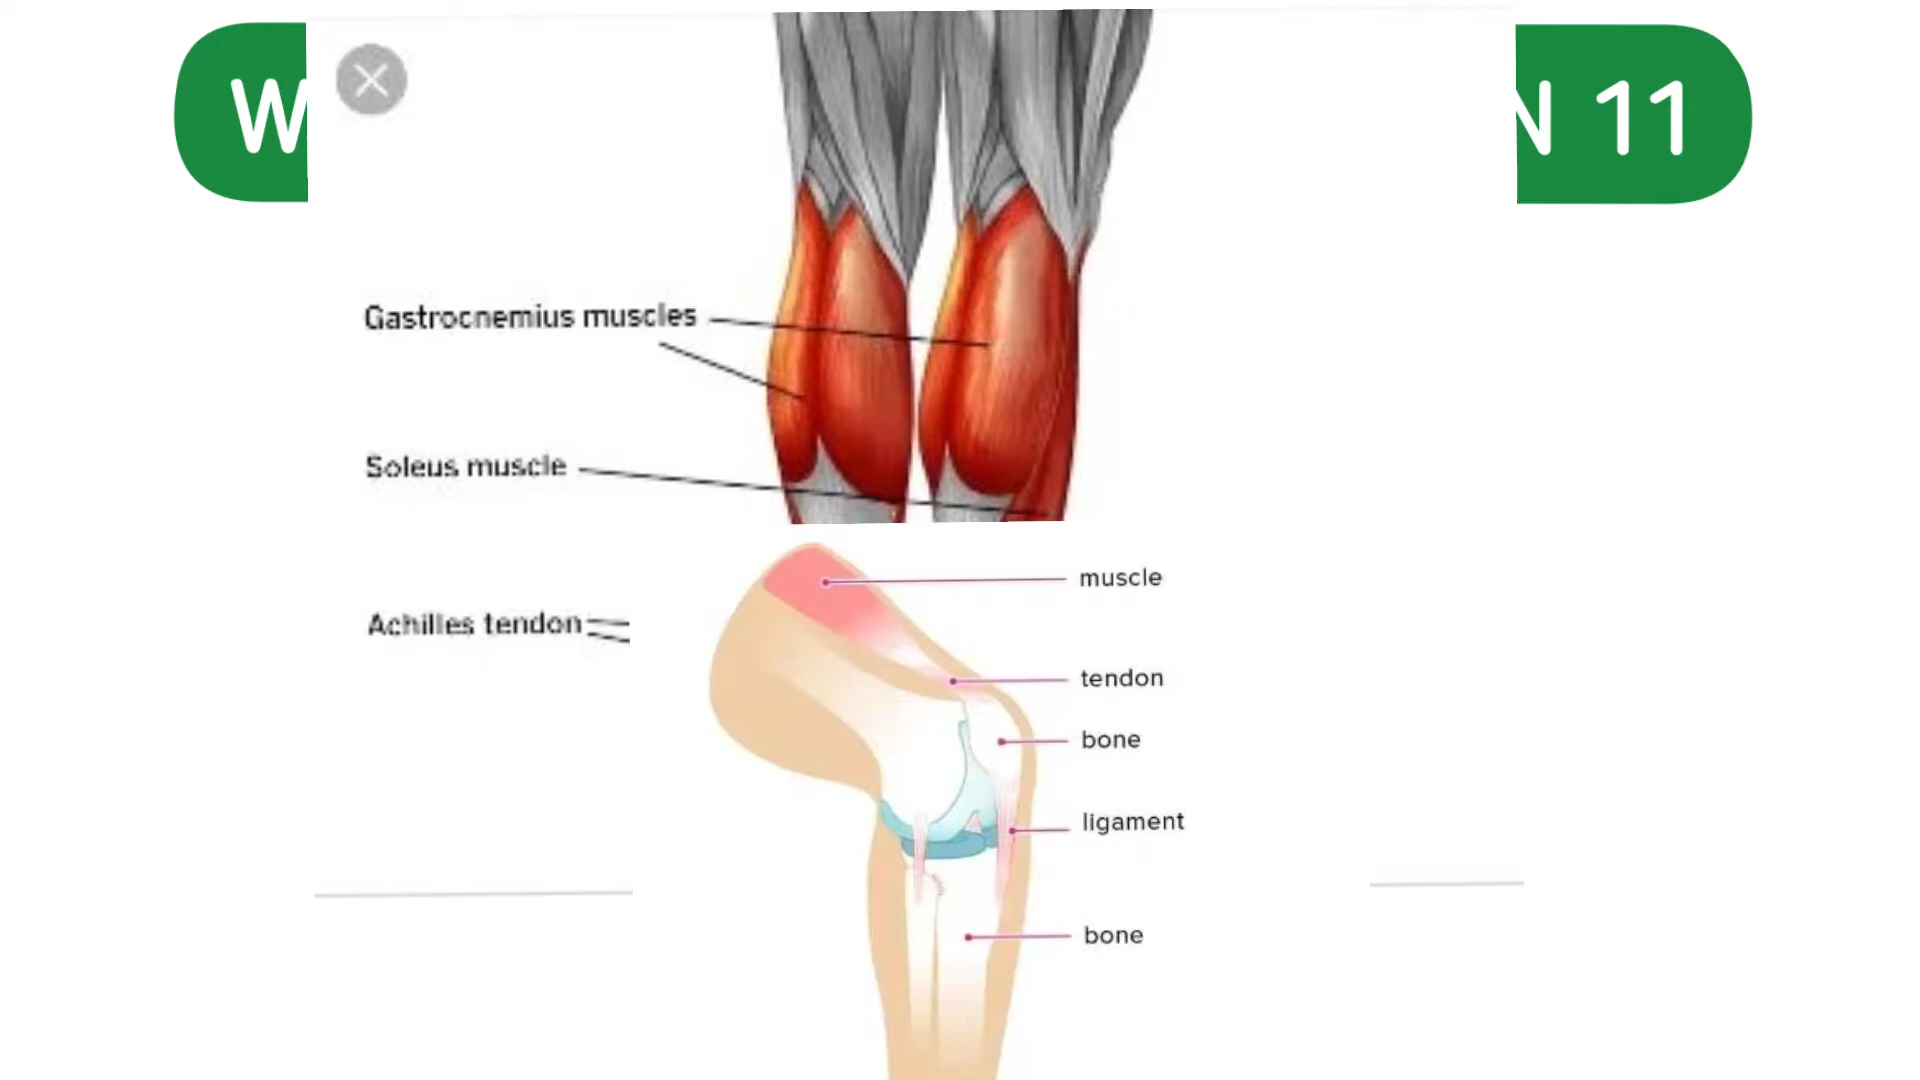 N 11
Gastrocnemius muscles
Soleus muscle
muscle
Achilles tendon
tendon
bone
ligament
bone